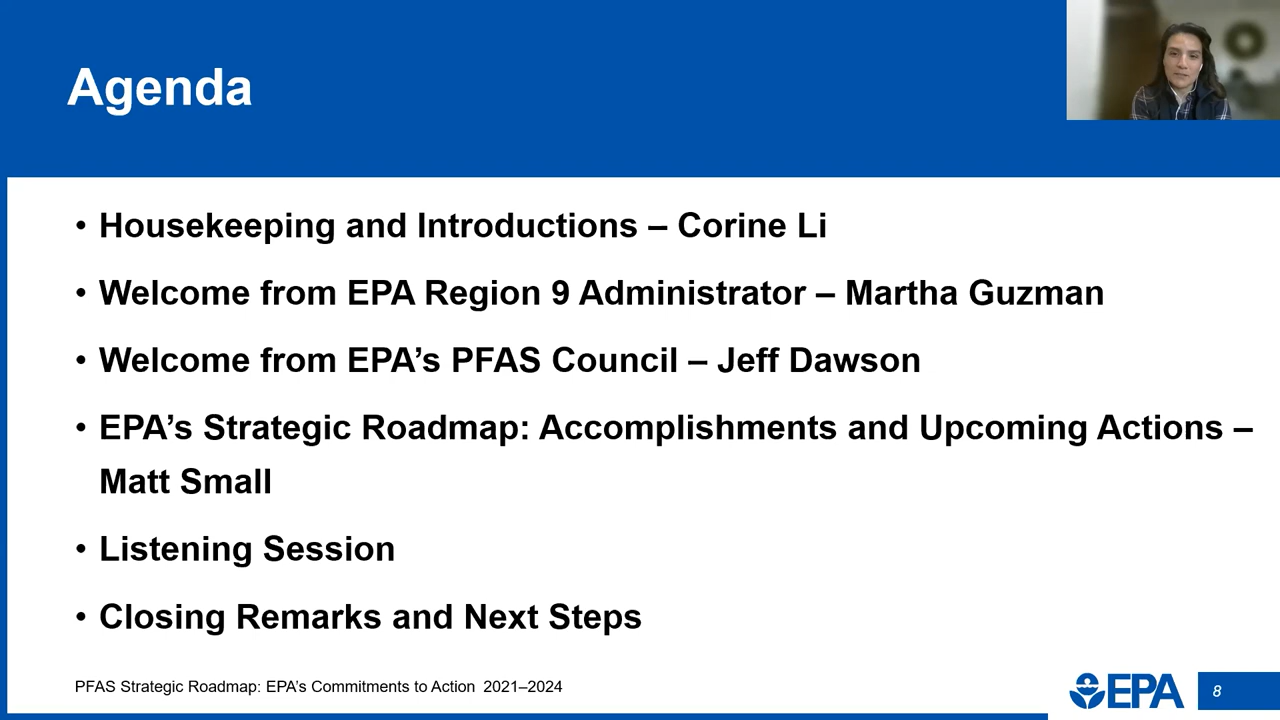 Agenda
• Housekeeping and Introductions – Corine Li
• Welcome from EPA Region 9 Administrator – Martha Guzman
• Welcome from EPA’s PFAS Council – Jeff Dawson
• EPA’s Strategic Roadmap: Accomplishments and Upcoming Actions –
Matt Small
• Listening Session
• Closing Remarks and Next Steps
PFAS Strategic Roadmap: EPA’s Commitments to Action 2021–2024
EPA
8